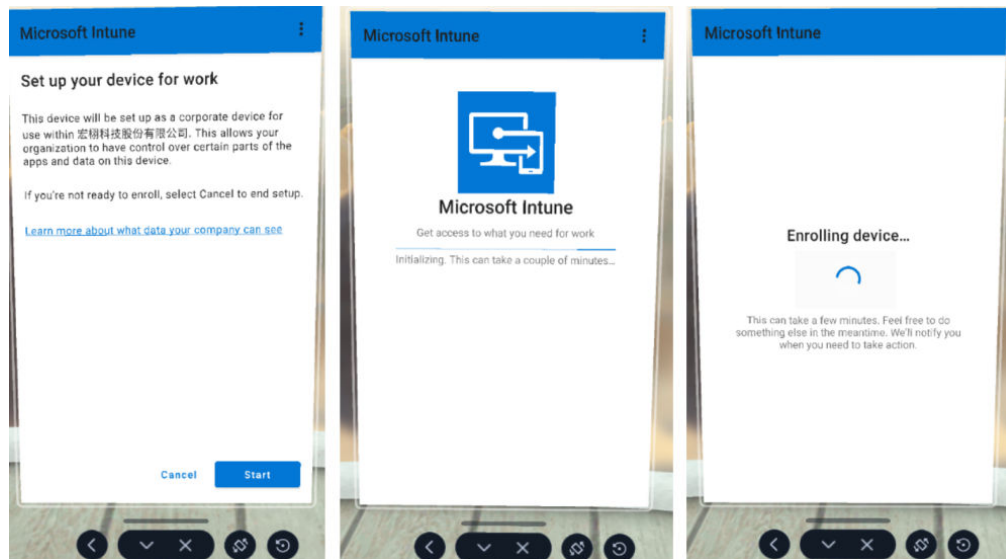 Microsoft Intune
Set up your device for work
This device will be set up as a corporate device for
use within 宏栩科技股份有限公司. This allows your
organization to have control over certain parts of the
apps and data on this device.
If you're not ready to enroll, select Cancel to end setup.
Learn more about what data your company can see
Cancel
Start
Microsoft Intune
Microsoft Intune
Get access to what you need for work
Initializing. This can take a couple of minutes...
Microsoft Intune
Enrolling device...
This can take a few minutes. Feel free to do
something else in the meantime. We'll notify you
when you need to take action.